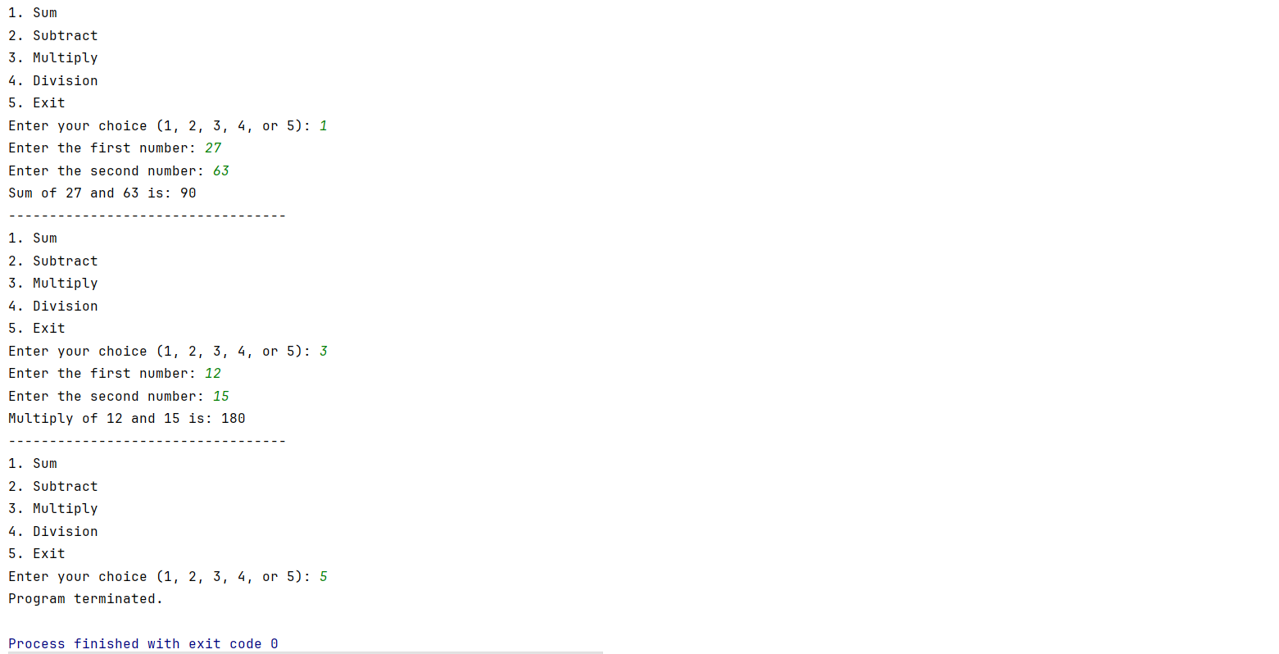 1. Sum
2. Subtract
3. Multiply
4. Division
5. Exit
Enter your choice (1, 2, 3, 4, or 5): 1
Enter the first number: 27
Enter the second number: 63
Sum of 27 and 63 is: 90
----------------------------------
1. Sum
2. Subtract
3. Multiply
4. Division
5. Exit
Enter your choice (1, 2, 3, 4, or 5): 3
Enter the first number: 12
Enter the second number: 15
Multiply of 12 and 15 is: 180
----------------------------------
1. Sum
2. Subtract
3. Multiply
4. Division
5. Exit
Enter your choice (1, 2, 3, 4, or 5): 5
Program terminated.
Process finished with exit code 0